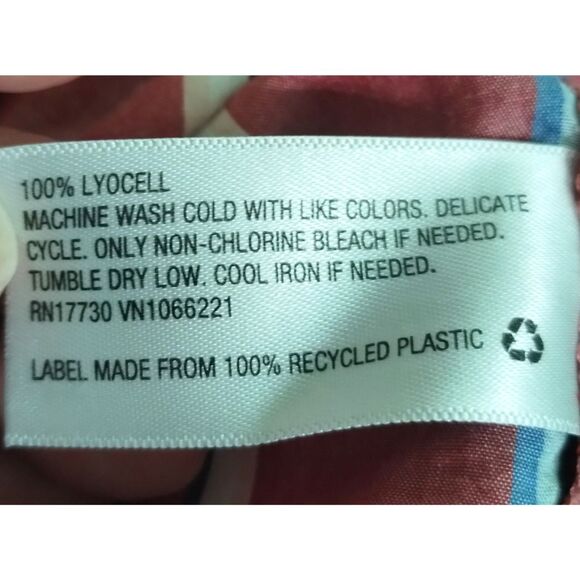 100% LYOCELL
MACHINE WASH COLD WITH LIKE COLORS. DELICATE
CYCLE. ONLY NON-CHLORINE BLEACH IF NEEDED.
TUMBLE DRY LOW. COOL IRON IF NEEDED.
RN17730 VN1066221
LABEL MADE FROM 100% RECYCLED PLASTIC